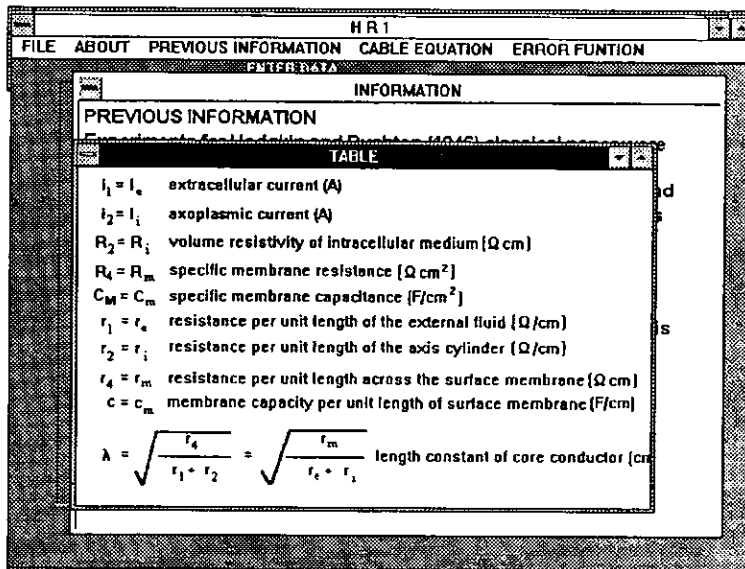 HR1
FILE ABOUT PREVIOUS INFORMATION CABLE EQUATION ERROR FUNTION
ENTER DATA
INFORMATION
PREVIOUS INFORMATION
TABLE
i₁ = Iₑ extracellular current (A)
i₂ = Iᵢ axoplasmic current (A)
R₂ = Rᵢ volume resistivity of intracellular medium (Ω cm)
R₄ = Rₘ specific membrane resistance (Ω cm²)
C_M = Cₘ specific membrane capacitance (F/cm²)
r₁ = rₑ resistance per unit length of the external fluid (Ω/cm)
r₂ = rᵢ resistance per unit length of the axis cylinder (Ω/cm)
r₄ = rₘ resistance per unit length across the surface membrane (Ω cm)
c = cₘ membrane capacity per unit length of surface membrane (F/cm)
λ = √(r₄ / (r₁ + r₂)) = √(rₘ / (rₑ + rᵢ)) length constant of core conductor (cm